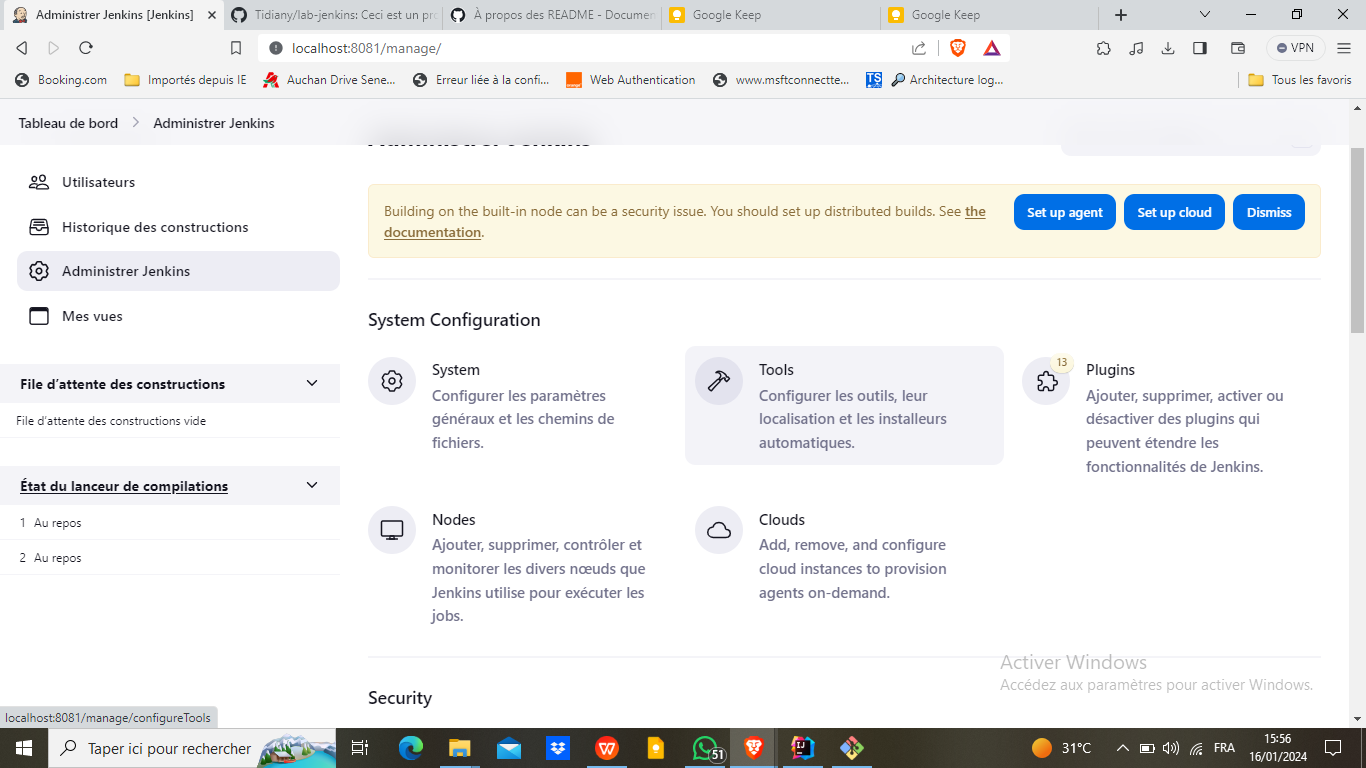 Administrer Jenkins [Jenkins]
Tidiany/lab-jenkins: Ceci est un pro
À propos des README - Documen
Google Keep
Google Keep
localhost:8081/manage/
VPN
Booking.com
Importés depuis IE
Auchan Drive Sene...
Erreur liée à la confi...
Web Authentication
www.msftconnectte...
TS
Architecture log...
Tous les favoris
Tableau de bord
Administrer Jenkins
Administrer Jenkins
Utilisateurs
Historique des constructions
Administrer Jenkins
Mes vues
File d'attente des constructions
File d'attente des constructions vide
État du lanceur de compilations
1 Au repos
2 Au repos
Building on the built-in node can be a security issue. You should set up distributed builds. See the
documentation.
Set up agent
Set up cloud
Dismiss
System Configuration
System
Configurer les paramètres
généraux et les chemins de
fichiers.
Tools
Configurer les outils, leur
localisation et les installeurs
automatiques.
13
Plugins
Ajouter, supprimer, activer ou
désactiver des plugins qui
peuvent étendre les
fonctionnalités de Jenkins.
Nodes
Ajouter, supprimer, contrôler et
monitorer les divers nœuds que
Jenkins utilise pour exécuter les
jobs.
Clouds
Add, remove, and configure
cloud instances to provision
agents on-demand.
Security
Activer Windows
Accédez aux paramètres pour activer Windows.
localhost:8081/manage/configureTools
Taper ici pour rechercher
51
31°C
FRA
15:56
16/01/2024